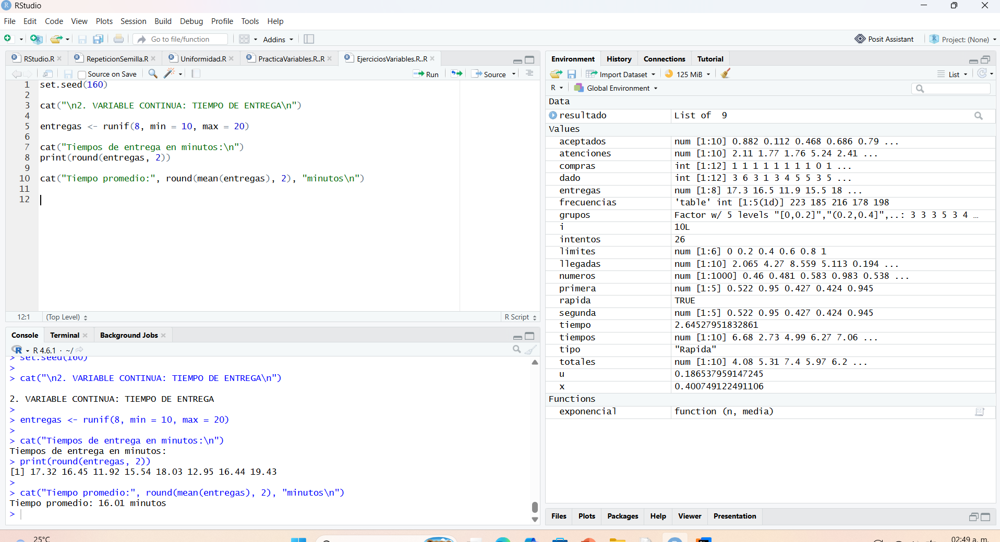 RStudio
File Edit Code View Plots Session Build Debug Profile Tools Help
Go to file/function Addins Posit Assistant Project: (None)
RStudio.R RepeticionSemilla.R Uniformidad.R PracticaVariables.R..R EjerciciosVariables.R..R
Source on Save Run Source
1 set.seed(160)
2
3 cat("\n2. VARIABLE CONTINUA: TIEMPO DE ENTREGA\n")
4
5 entregas <- runif(8, min = 10, max = 20)
6
7 cat("Tiempos de entrega en minutos:\n")
8 print(round(entregas, 2))
9
10 cat("Tiempo promedio:", round(mean(entregas), 2), "minutos\n")
11
12
12:1 (Top Level) R Script
Console Terminal Background Jobs
R 4.6.1 · ~/
> set.seed(160)
>
> cat("\n2. VARIABLE CONTINUA: TIEMPO DE ENTREGA\n")
2. VARIABLE CONTINUA: TIEMPO DE ENTREGA
>
> entregas <- runif(8, min = 10, max = 20)
>
> cat("Tiempos de entrega en minutos:\n")
Tiempos de entrega en minutos:
> print(round(entregas, 2))
[1] 17.32 16.45 11.92 15.54 18.03 12.95 16.44 19.43
>
> cat("Tiempo promedio:", round(mean(entregas), 2), "minutos\n")
Tiempo promedio: 16.01 minutos
>
Environment History Connections Tutorial
Import Dataset 125 MiB List
R Global Environment
Data
resultado List of 9
Values
aceptados num [1:10] 0.882 0.112 0.468 0.686 0.79 ...
atenciones num [1:10] 2.11 1.77 1.76 5.24 2.41 ...
compras int [1:12] 1 1 1 1 1 1 1 1 0 1 ...
dado int [1:12] 3 6 3 1 3 4 5 5 3 5 ...
entregas num [1:8] 17.3 16.5 11.9 15.5 18 ...
frecuencias 'table' int [1:5(1d)] 223 185 216 178 198
grupos Factor w/ 5 levels "[0,0.2]","(0.2,0.4]",..: 3 3 3 5 3 4 …
i 10L
intentos 26
limites num [1:6] 0 0.2 0.4 0.6 0.8 1
llegadas num [1:10] 2.065 4.27 8.559 5.113 0.194 ...
numeros num [1:1000] 0.46 0.481 0.583 0.983 0.538 ...
primera num [1:5] 0.522 0.95 0.427 0.424 0.945
rapida TRUE
segunda num [1:5] 0.522 0.95 0.427 0.424 0.945
tiempo 2.64527951832861
tiempos num [1:10] 6.68 2.73 4.99 6.27 7.06 ...
tipo "Rapida"
totales num [1:10] 4.08 5.31 7.4 5.97 6.2 ...
u 0.186537959147245
x 0.400749122491106
Functions
exponencial function (n, media)
Files Plots Packages Help Viewer Presentation
25°C
02:49 a. m.